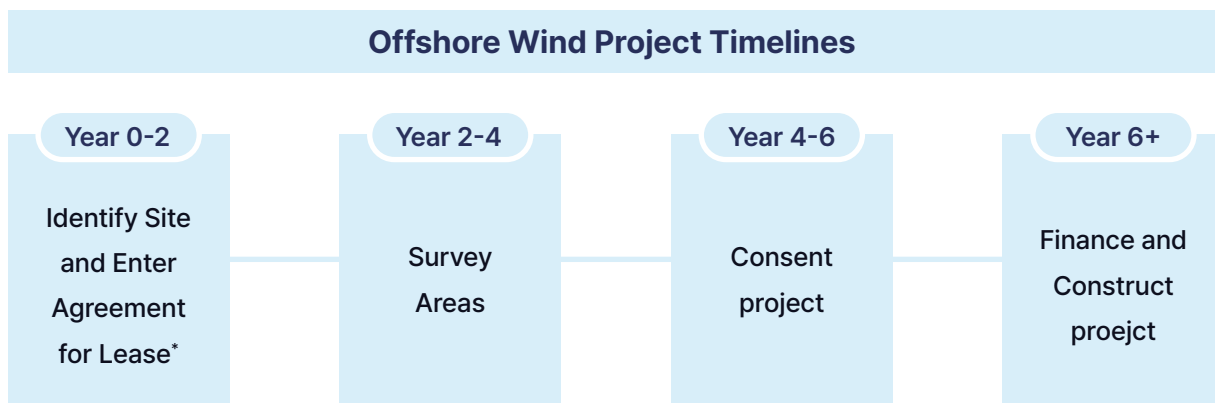 Offshore Wind Project Timelines
Year 0-2
Identify Site
and Enter
Agreement
for Lease*
Year 2-4
Survey
Areas
Year 4-6
Consent
project
Year 6+
Finance and
Construct
proejct